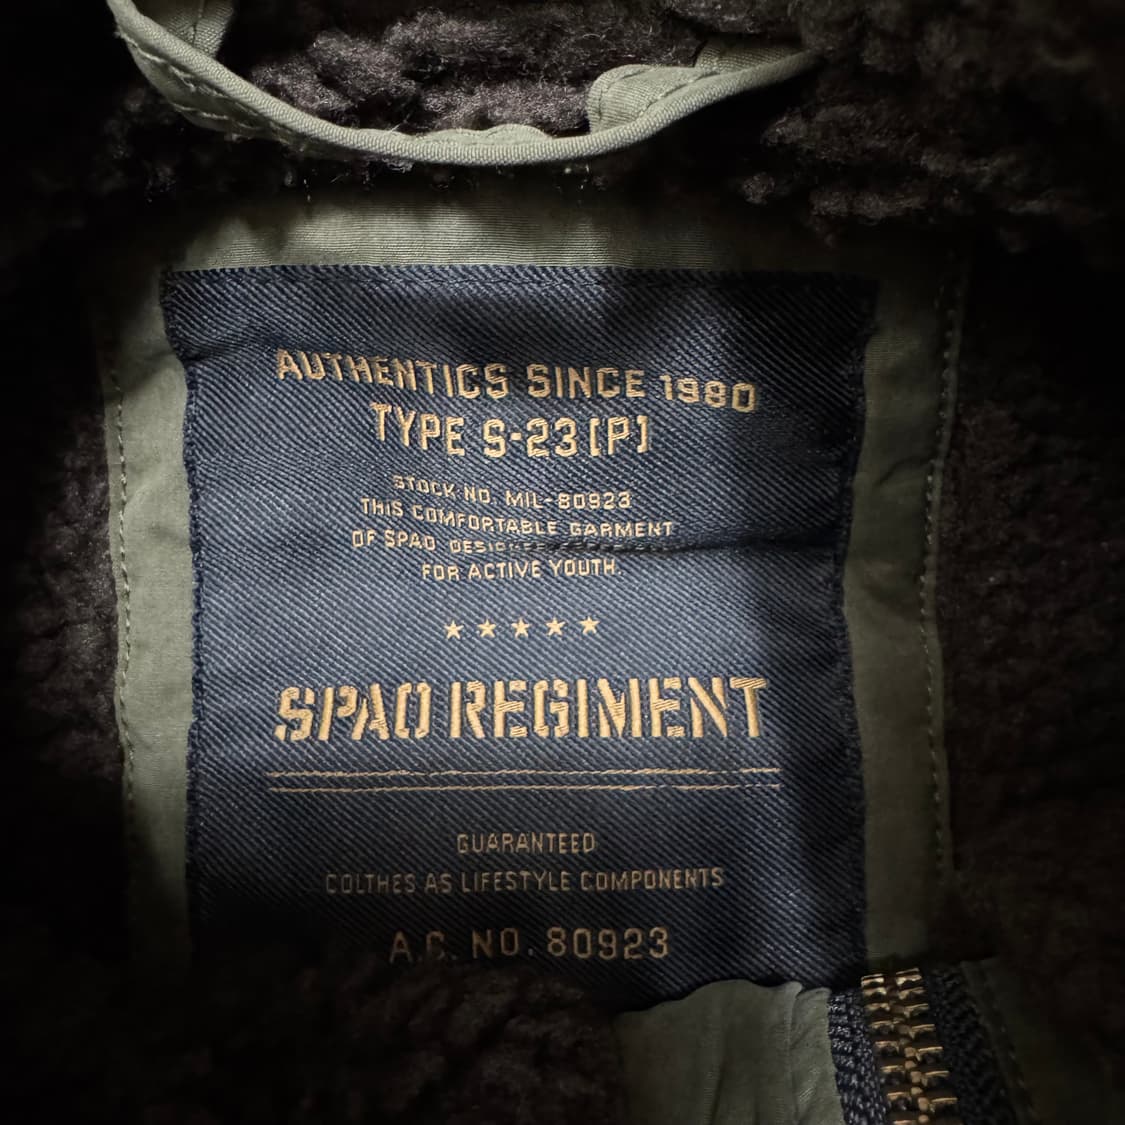 AUTHENTICS SINCE 1980
TYPE S-23[P]
STOCK NO. MIL-80923
THIS COMFORTABLE GARMENT
OF SPAO
FOR ACTIVE YOUTH.
SPAO REGIMENT
GUARANTEED
COLTHES AS LIFESTYLE COMPONENTS
A.C. NO. 80923